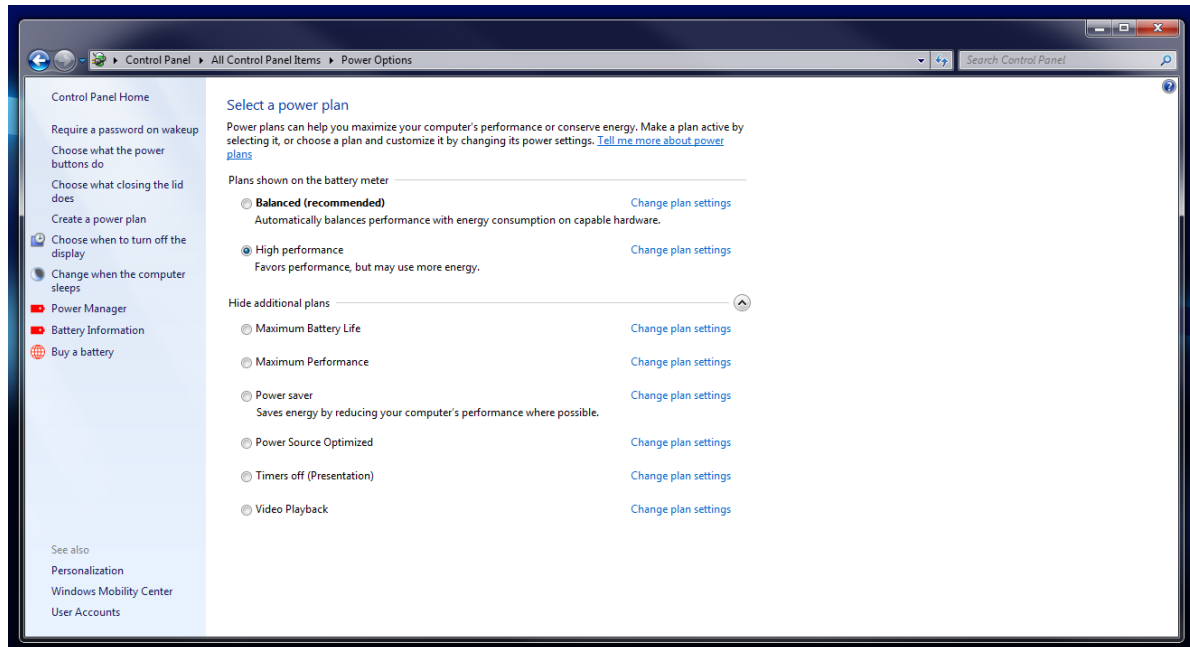 Control Panel ▸ All Control Panel Items ▸ Power Options
Search Control Panel
Control Panel Home
Require a password on wakeup
Choose what the power
buttons do
Choose what closing the lid
does
Create a power plan
Choose when to turn off the
display
Change when the computer
sleeps
Power Manager
Battery Information
Buy a battery
See also
Personalization
Windows Mobility Center
User Accounts
Select a power plan
Power plans can help you maximize your computer's performance or conserve energy. Make a plan active by
selecting it, or choose a plan and customize it by changing its power settings. Tell me more about power
plans
Plans shown on the battery meter
Balanced (recommended) Change plan settings
Automatically balances performance with energy consumption on capable hardware.
High performance Change plan settings
Favors performance, but may use more energy.
Hide additional plans
Maximum Battery Life Change plan settings
Maximum Performance Change plan settings
Power saver Change plan settings
Saves energy by reducing your computer's performance where possible.
Power Source Optimized Change plan settings
Timers off (Presentation) Change plan settings
Video Playback Change plan settings